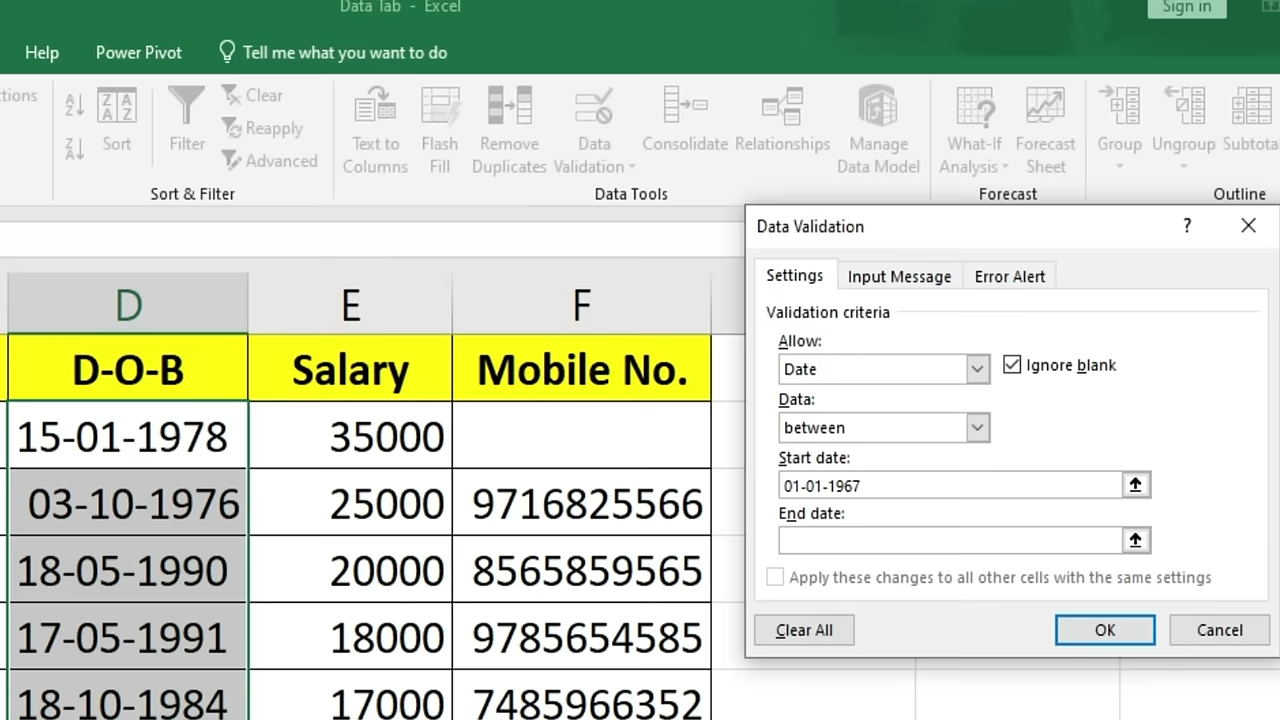 Data Tab - Excel
Sign in
Help
Power Pivot
Tell me what you want to do
Sort
Filter
Clear
Reapply
Advanced
Text to
Columns
Flash
Fill
Remove
Duplicates
Data
Validation
Consolidate
Relationships
Manage
Data Model
What-If
Analysis
Forecast
Sheet
Group
Ungroup
Sort & Filter
Data Tools
Forecast
Outline
Data Validation
?
Settings
Input Message
Error Alert
Validation criteria
Allow:
Date
Ignore blank
Data:
between
Start date:
01-01-1967
End date:
Apply these changes to all other cells with the same settings
Clear All
OK
Cancel
D E F
D-O-B Salary Mobile No.
15-01-1978 35000
03-10-1976 25000 9716825566
18-05-1990 20000 8565859565
17-05-1991 18000 9785654585
18-10-1984 17000 7485966352